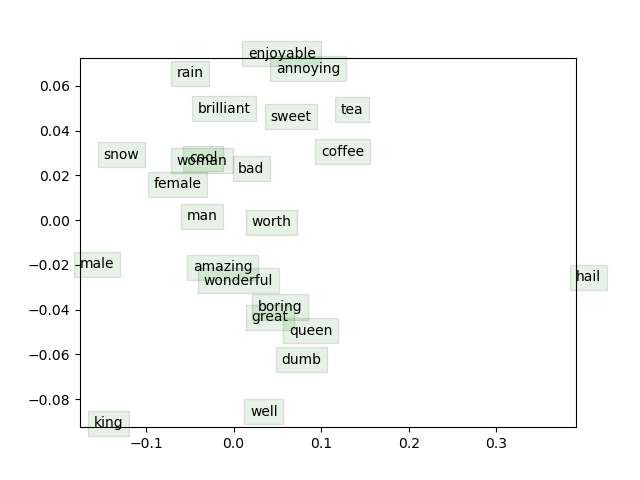 enjoyable
annoying
rain
0.06
brilliant
tea
sweet
0.04
coffee
snow
cool
woman
bad
0.02
female
man
worth
0.00
male
amazing
−0.02
wonderful
hail
boring
−0.04
great
queen
−0.06
dumb
−0.08
well
king
−0.1 0.0 0.1 0.2 0.3